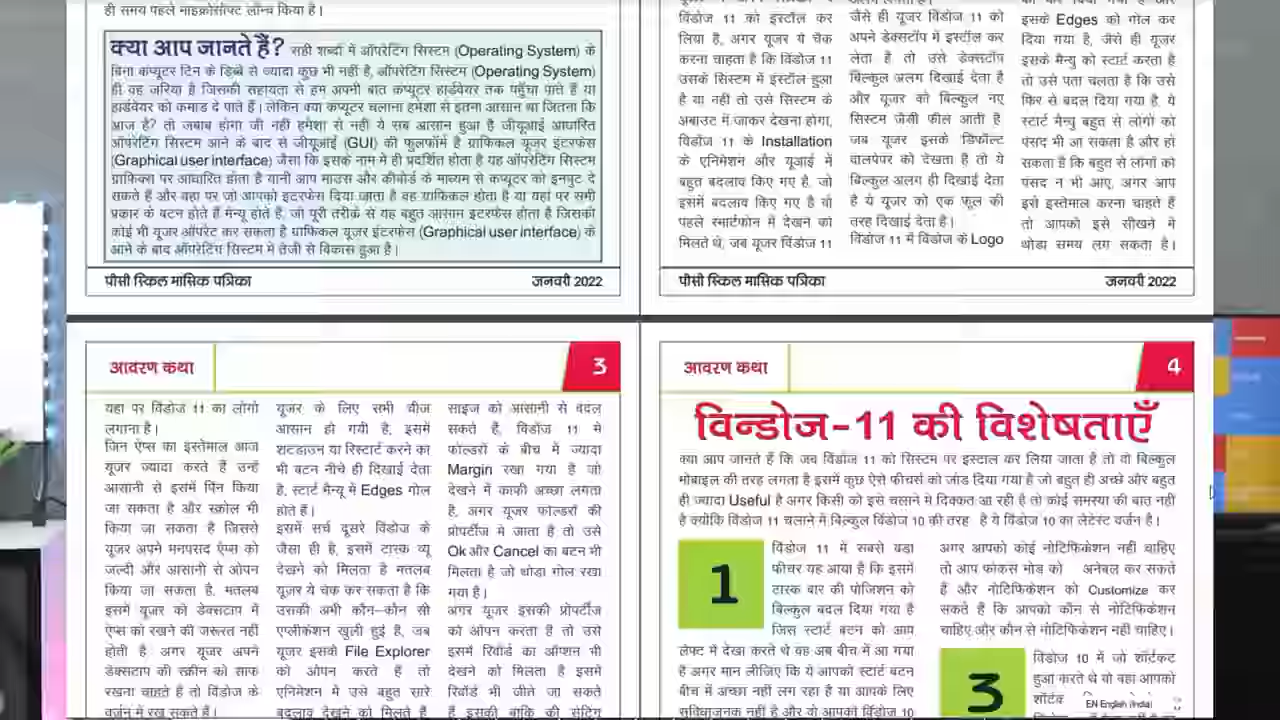 ही समय पहले माइक्रोसॉफ्ट लॉन्च किया है।
क्या आप जानते हैं? सही शब्दों में ऑपरेटिंग सिस्टम (Operating System) के
बिना कंप्यूटर टिन के डिब्बे से ज्यादा कुछ भी नहीं है, ऑपरेटिंग सिस्टम (Operating System)
ही वह जरिया है जिसकी सहायता से हम अपनी बात कंप्यूटर हार्डवेयर तक पहुँचा पाते हैं या
हार्डवेयर को कमांड दे पाते हैं। लेकिन क्या कंप्यूटर चलाना हमेशा से इतना आसान था जितना कि
आज है? तो जबाब होगा जी नहीं हमेशा से नहीं ये सब आसान हुआ है जीयूआई आधारित
ऑपरेटिंग सिस्टम आने के बाद से जीयूआई (GUI) की फुलफॉर्म है ग्राफिकल यूजर इंटरफेस
(Graphical user interface) जैसा कि इसके नाम में ही प्रदर्शित होता है यह ऑपरेटिंग सिस्टम
ग्राफिक्स पर आधारित होता है यानी आप माउस और कीबोर्ड के माध्यम से कंप्यूटर को इनपुट दे
सकते हैं और वहा पर जो आपको इंटरफेस दिया जाता है वह ग्राफिकल होता है या यहां पर सभी
प्रकार के बटन होते हैं मैन्यू होते हैं, जो पूरी तरीके से यह बहुत आसान इंटरफेस होता है जिसको
कोई भी यूजर ऑपरेट कर सकता है ग्राफिकल यूजर इंटरफेस (Graphical user interface) के
आने के बाद ऑपरेटिंग सिस्टम में तेजी से विकास हुआ है।
पीसी स्किल मासिक पत्रिका जनवरी 2022
विंडोज 11 को इंस्टॉल कर
लिया है, अगर यूजर ये चेक
करना चाहता है कि विंडोज 11
उसके सिस्टम में इंस्टॉल हुआ
है या नहीं तो उसे सिस्टम के
अबाउट में जाकर देखना होगा,
विंडोज 11 के Installation
के एनिमेशन और यूआई में
बहुत बदलाव किए गए है, जो
इसमें बदलाव किए गए है वो
पहले स्मार्टफोन में देखने को
मिलते थे, जब यूजर विंडोज 11
जैसे ही यूजर विंडोज 11 को
अपने डेस्कटॉप में इंस्टॉल कर
लेता है तो उसे डेस्कटॉप
बिल्कुल अलग दिखाई देता है
और यूजर को बिल्कुल नए
सिस्टम जैसी फील आती है
जब यूजर इसके डिफॉल्ट
वालपेपर को देखता है तो ये
बिल्कुल अलग ही दिखाई देता
है ये यूजर को एक फूल की
तरह दिखाई देता है।
विंडोज 11 में विंडोज के Logo
इसके Edges को गोल कर
दिया गया है, जैसे ही यूजर
इसके मैन्यु को स्टार्ट करता है
तो उसे पता चलता है कि उसे
फिर से बदल दिया गया है, ये
स्टार्ट मैन्यु बहुत से लोगों को
पसंद भी आ सकता है और हो
सकता है कि बहुत से लोगों को
पसंद न भी आए, अगर आप
इसे इस्तेमाल करना चाहते हैं
तो आपको इसे सीखने में
थोडा समय लग सकता है।
पीसी स्किल मासिक पत्रिका जनवरी 2022
आवरण कथा 3
यहा पर विंडोज 11 का लोगो
लगाना है।
जिन ऐप्स का इस्तेमाल आज
यूजर ज्यादा करते हैं उन्हें
आसानी से इसमें पिन किया
जा सकता है और स्क्रोल भी
किया जा सकता है जिससे
यूजर अपने मनपसंद ऐप्स को
जल्दी और आसानी से ओपन
किया जा सकता है, मतलब
इसमें यूजर को डेस्कटाप में
ऐप्स को रखने की जरूरत नहीं
होती है, अगर यूजर अपने
डेस्कटाप की स्क्रीन को साफ
रखना चाहते है तो विंडोज के
वर्जन में रख सकते हैं।
यूजर के लिए सभी चीज
आसान हो गयी है, इसमें
शटडाउन या रिस्टार्ट करने का
भी बटन नीचे ही दिखाई देता
है, स्टार्ट मैन्यू में Edges गोल
होते हैं।
इसमें सर्च दूसरे विंडोज के
जैसा ही है, इसमें टास्क व्यू
देखने को मिलता है मतलब
यूजर ये चेक कर सकता है कि
उसकी अभी कौन-कौन सी
एप्लीकेशन खुली हुई है, जब
यूजर इसकी File Explorer
को ओपन करते हैं तो
एनिमेशन में उसे बहुत सारे
बदलाव देखने को मिलते हैं
साइज को आसानी से बदल
सकते हैं, विंडोज 11 में
फोल्डरों के बीच में ज्यादा
Margin रखा गया है जो
देखने में काफी अच्छा लगता
है, अगर यूजर फोल्डरों की
प्रोपर्टीज में जाता है तो उसे
Ok और Cancel का बटन भी
मिलता है जो थोड़ा गोल रखा
गया है।
अगर यूजर इसकी प्रोपर्टीज
को ओपन करता है तो उसे
इसमें रिवॉर्ड का ऑप्शन भी
देखने को मिलता है इसमें
रिवॉर्ड भी जीते जा सकते
हैं इसकी बाकि की सेटिंग
आवरण कथा 4
विन्डोज-11 की विशेषताएँ
क्या आप जानते हैं कि जब विंडोज 11 को सिस्टम पर इंस्टाल कर लिया जाता है तो वो बिल्कुल
मोबाइल की तरह लगता है इसमें कुछ ऐसे फीचर्स को जोड दिया गया है जो बहुत ही अच्छे और बहुत
ही ज्यादा Useful है अगर किसी को इसे चलाने में दिक्कत आ रही है तो कोई समस्या की बात नहीं
है क्योंकि विंडोज 11 चलाने में बिल्कुल विंडोज 10 की तरह है ये विंडोज 10 का लेटेस्ट वर्जन है।
1
विंडोज 11 में सबसे बड़ा
फीचर यह आया है कि इसमें
टास्क बार की पोजिशन को
बिल्कुल बदल दिया गया है
जिस स्टार्ट बटन को आप
लेफ्ट में देखा करते थे वह अब बीच में आ गया
है अगर मान लीजिए कि ये आपको स्टार्ट बटन
बीच में अच्छा नहीं लग रहा है या आपके लिए
सुविधाजनक नहीं है और वो आपको विंडोज 10
अगर आपको कोई नोटिफिकेशन नहीं चाहिए
तो आप फोकस मोड को अनेबल कर सकते
हैं और नोटिफिकेशन को Customize कर
सकते हैं कि आपको कौन से नोटिफिकेशन
चाहिए और कौन से नोटिफिकेशन नहीं चाहिए।
3
विंडोज 10 में जो शॉर्टकट
हुआ करते थे वो वहा आपको
शॉर्टक
EN English (India)